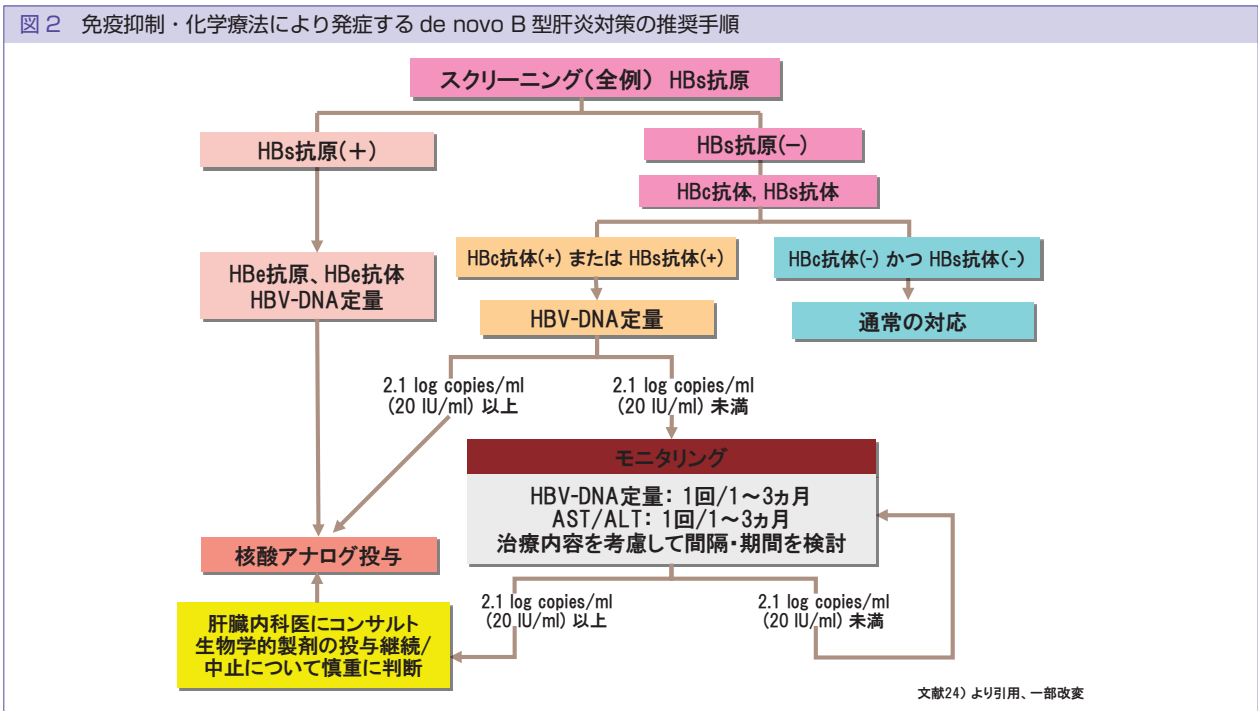 図2 免疫抑制・化学療法により発症する de novo B 型肝炎対策の推奨手順
スクリーニング(全例) HBs抗原
HBs抗原(＋)
HBs抗原(－)
HBc抗体, HBs抗体
HBe抗原、HBe抗体
HBV-DNA定量
HBc抗体(+) または HBs抗体(+)
HBc抗体(-) かつ HBs抗体(-)
HBV-DNA定量
通常の対応
2.1 log copies/ml
(20 IU/ml) 以上
2.1 log copies/ml
(20 IU/ml) 未満
モニタリング
HBV-DNA定量: 1回/1～3ヵ月
AST/ALT: 1回/1～3ヵ月
治療内容を考慮して間隔・期間を検討
核酸アナログ投与
2.1 log copies/ml
(20 IU/ml) 以上
2.1 log copies/ml
(20 IU/ml) 未満
肝臓内科医にコンサルト
生物学的製剤の投与継続/
中止について慎重に判断
文献24) より引用、一部改変